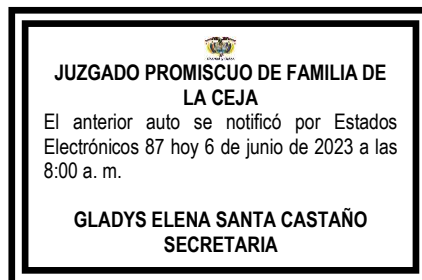 JUZGADO PROMISCUO DE FAMILIA DE
LA CEJA
El anterior auto se notificó por Estados
Electrónicos 87 hoy 6 de junio de 2023 a las
8:00 a. m.
GLADYS ELENA SANTA CASTAÑO
SECRETARIA